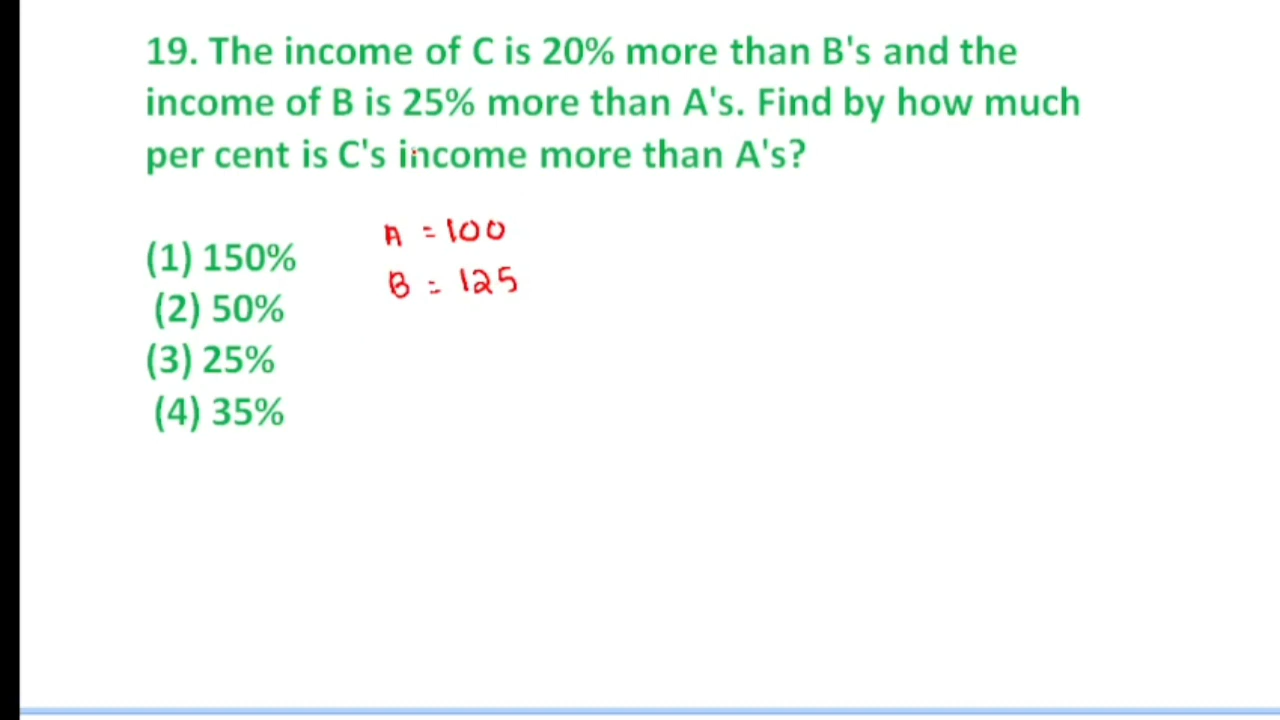 19. The income of C is 20% more than B's and the
income of B is 25% more than A's. Find by how much
per cent is C's income more than A's?
(1) 150%
(2) 50%
(3) 25%
(4) 35%
A = 100
B = 125